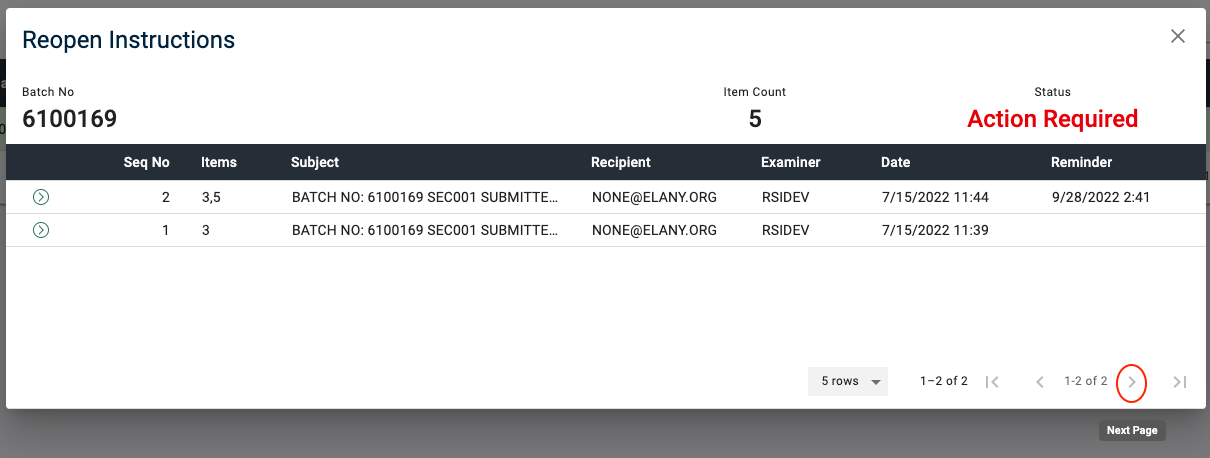 Reopen Instructions
Batch No Item Count Status
6100169 5 Action Required
Seq No Items Subject Recipient Examiner Date Reminder
2 3,5 BATCH NO: 6100169 SEC001 SUBMITTE... NONE@ELANY.ORG RSIDEV 7/15/2022 11:44 9/28/2022 2:41
1 3 BATCH NO: 6100169 SEC001 SUBMITTE... NONE@ELANY.ORG RSIDEV 7/15/2022 11:39
5 rows 1–2 of 2 1-2 of 2
Next Page